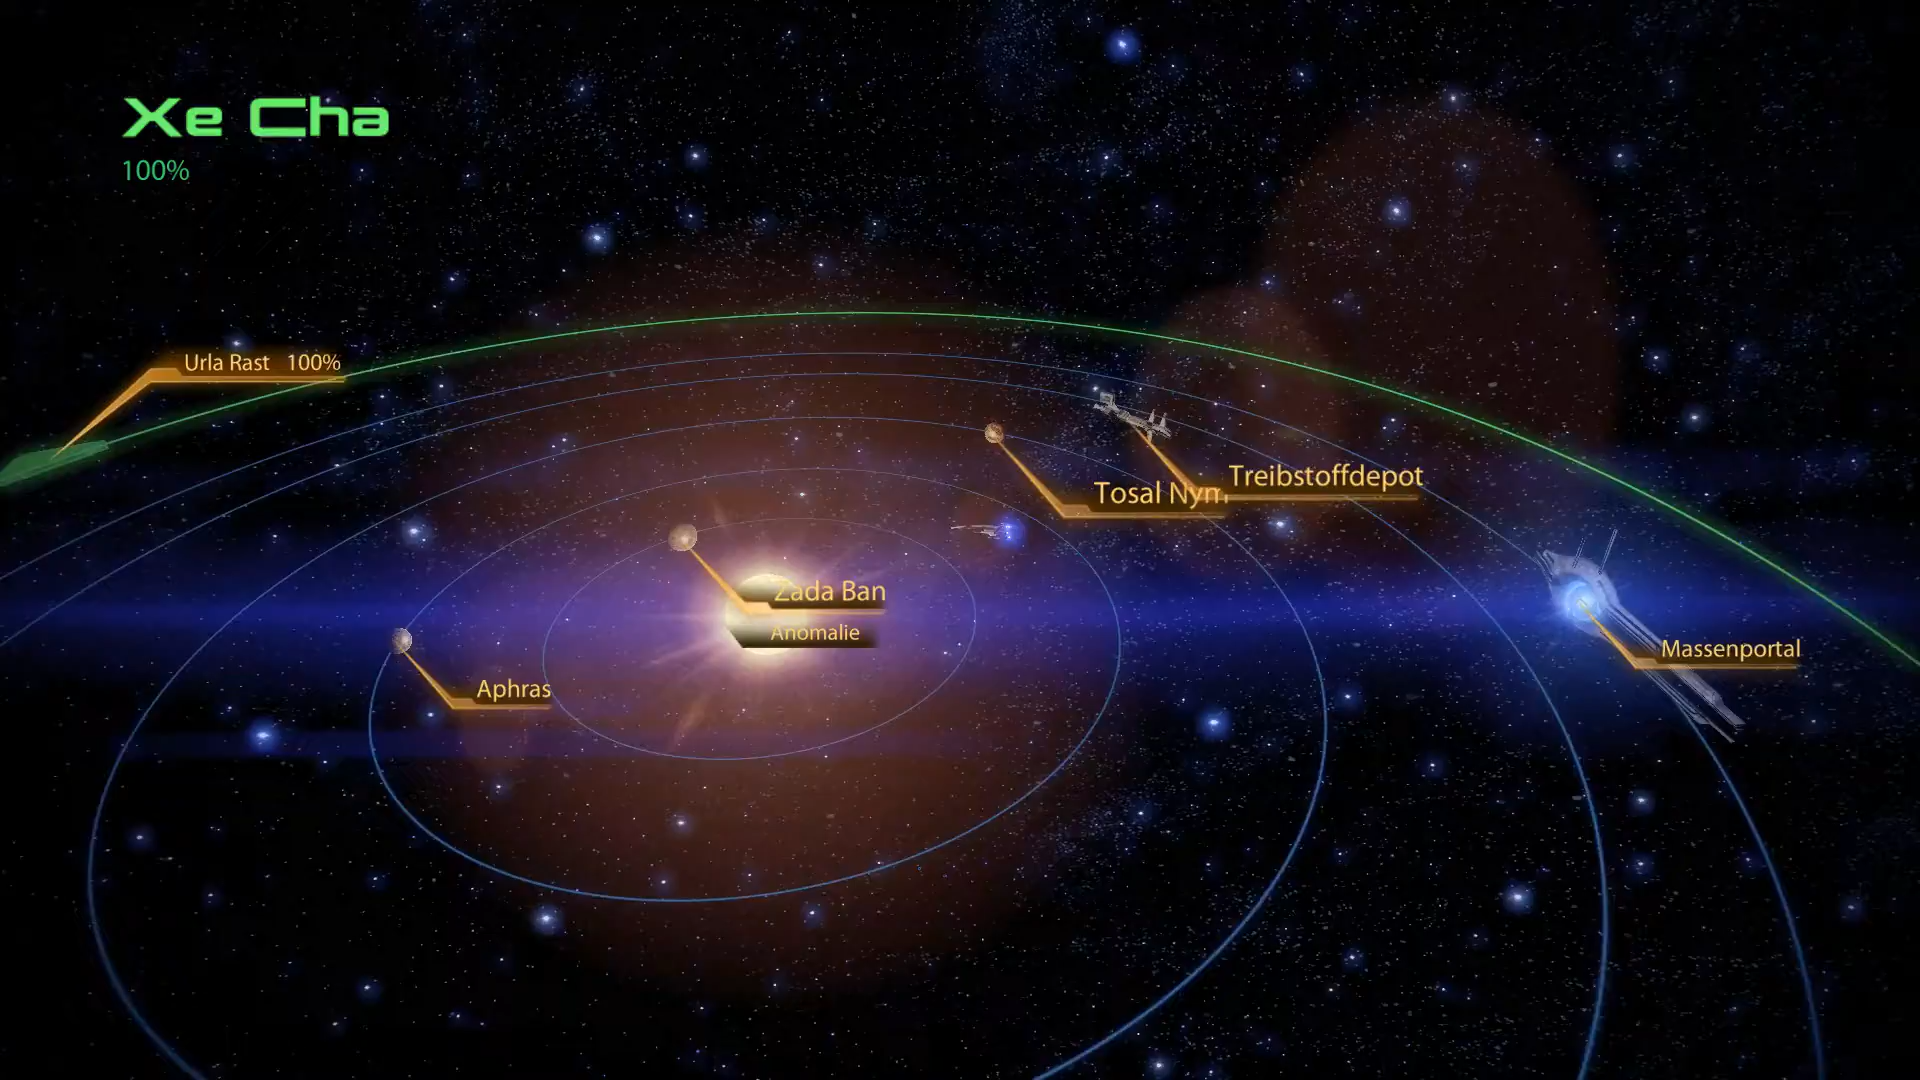 Xe Cha
100%
Urla Rast 100%
Treibstoffdepot
Tosal Nym
Zada Ban
Anomalie
Massenportal
Aphras